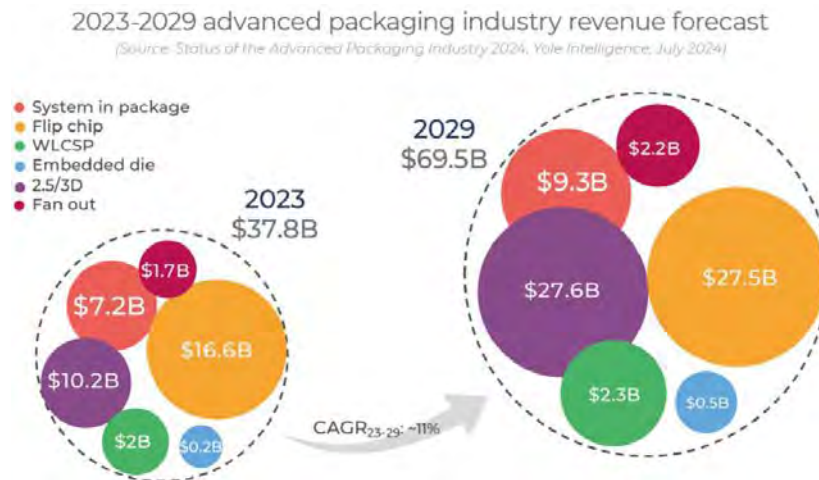 2023-2029 advanced packaging industry revenue forecast
(Source: Status of the Advanced Packaging Industry 2024, Yole Intelligence, July 2024)
System in package
Flip chip
WLCSP
Embedded die
2.5/3D
Fan out
2023
$37.8B
$1.7B
$7.2B
$16.6B
$10.2B
$2B
$0.2B
CAGR23-29: ~11%
2029
$69.5B
$2.2B
$9.3B
$27.6B
$27.5B
$2.3B
$0.5B